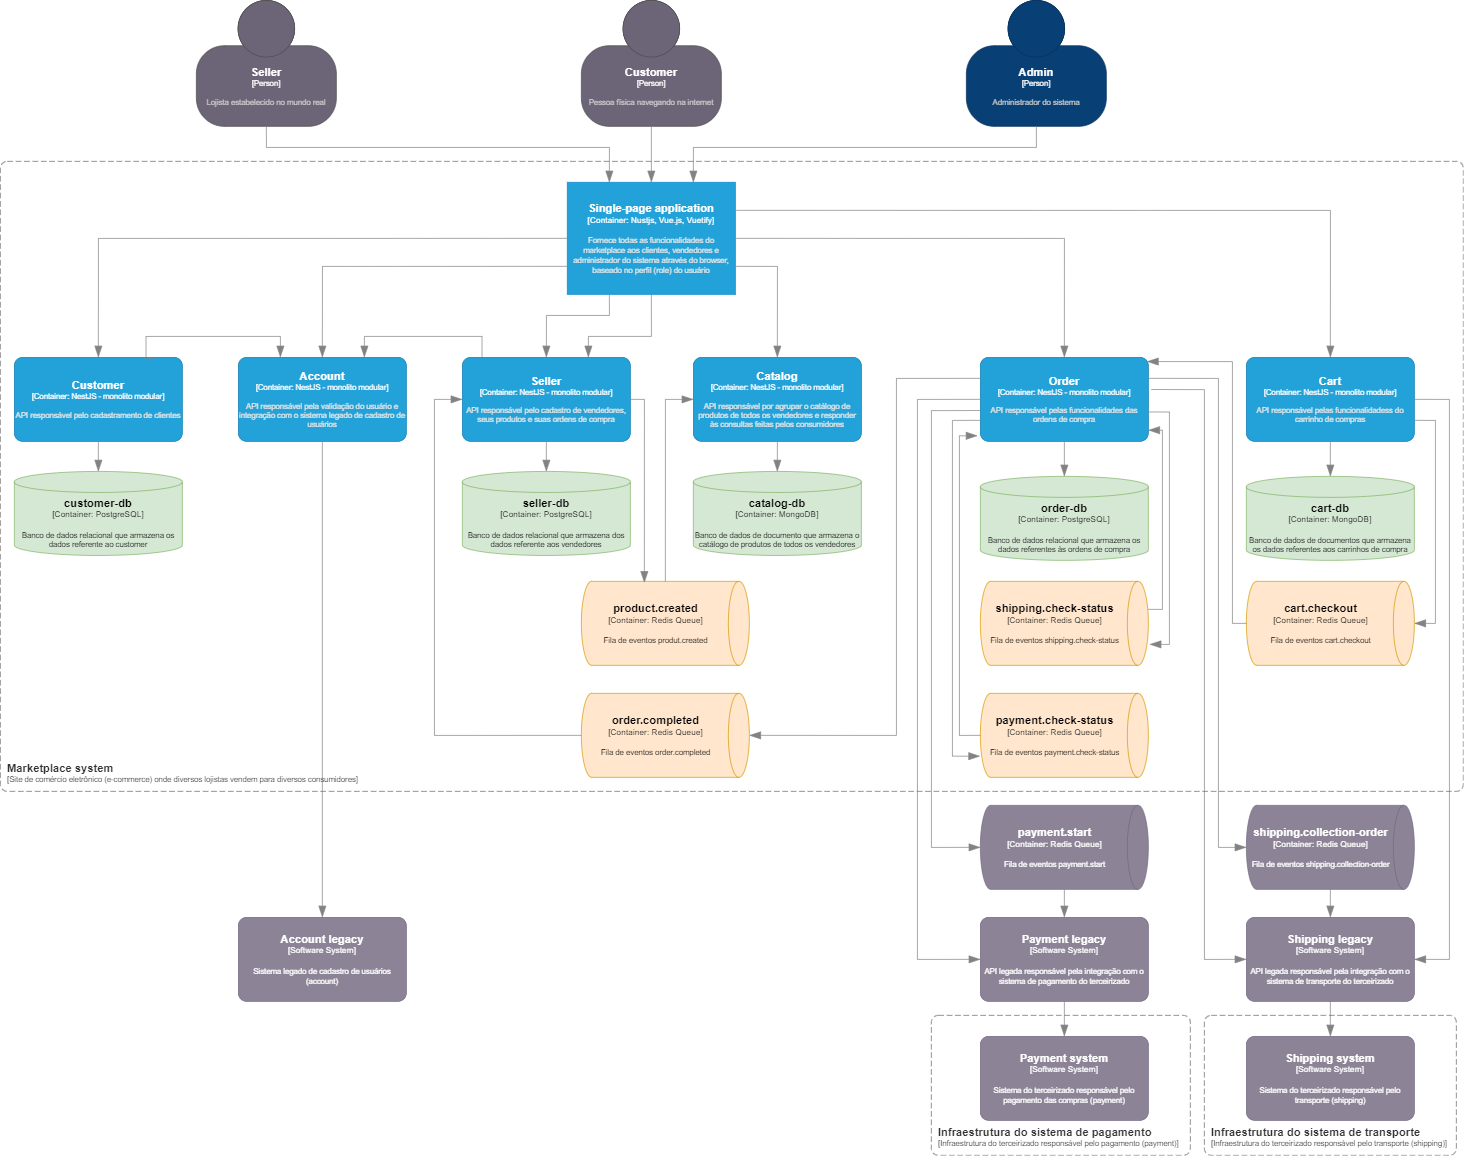 Seller
[Person]
Lojista estabelecido no mundo real
Customer
[Person]
Pessoa física navegando na internet
Admin
[Person]
Administrador do sistema
Single-page application
[Container: Nustjs, Vue.js, Vuetify]
Fornece todas as funcionalidades do
marketplace aos clientes, vendedores e
administrador do sistema através do browser,
baseado no perfil (role) do usuário
Customer
[Container: NestJS - monolito modular]
API responsável pelo cadastramento de clientes
Account
[Container: NestJS - monolito modular]
API responsável pela validação do usuário e
integração com o sistema legado de cadastro de
usuários
Seller
[Container: NestJS - monolito modular]
API responsável pelo cadastro de vendedores,
seus produtos e suas ordens de compra
Catalog
[Container: NestJS - monolito modular]
API responsável por agrupar o catálogo de
produtos de todos os vendedores e responder
às consultas feitas pelos consumidores
Order
[Container: NestJS - monolito modular]
API responsável pelas funcionalidades das
ordens de compra
Cart
[Container: NestJS - monolito modular]
API responsável pelas funcionalidadess do
carrinho de compras
customer-db
[Container: PostgreSQL]
Banco de dados relacional que armazena os
dados referente ao customer
seller-db
[Container: PostgreSQL]
Banco de dados relacional que armazena dos
dados referente aos vendedores
catalog-db
[Container: MongoDB]
Banco de dados de documento que armazena o
catálogo de produtos de todos os vendedores
order-db
[Container: PostgreSQL]
Banco de dados relacional que armazena os
dados referentes às ordens de compra
cart-db
[Container: MongoDB]
Banco de dados de documentos que armazena
os dados referentes aos carrinhos de compra
product.created
[Container: Redis Queue]
Fila de eventos produt.created
shipping.check-status
[Container: Redis Queue]
Fila de eventos shipping.check-status
cart.checkout
[Container: Redis Queue]
Fila de eventos cart.checkout
order.completed
[Container: Redis Queue]
Fila de eventos order.completed
payment.check-status
[Container: Redis Queue]
Fila de eventos payment.check-status
Marketplace system
[Site de comércio eletrônico (e-commerce) onde diversos lojistas vendem para diversos consumidores]
payment.start
[Container: Redis Queue]
Fila de eventos payment.start
shipping.collection-order
[Container: Redis Queue]
Fila de eventos shipping.collection-order
Account legacy
[Software System]
Sistema legado de cadastro de usuários
(account)
Payment legacy
[Software System]
API legada responsável pela integração com o
sistema de pagamento do terceirizado
Shipping legacy
[Software System]
API legada responsável pela integração com o
sistema de transporte do terceirizado
Payment system
[Software System]
Sistema do terceirizado responsável pelo
pagamento das compras (payment)
Shipping system
[Software System]
Sistema do terceirizado responsável pelo
transporte (shipping)
Infraestrutura do sistema de pagamento
[Infraestrutura do terceirizado responsável pelo pagamento (payment)]
Infraestrutura do sistema de transporte
[Infraestrutura do terceirizado responsável pelo transporte (shipping)]